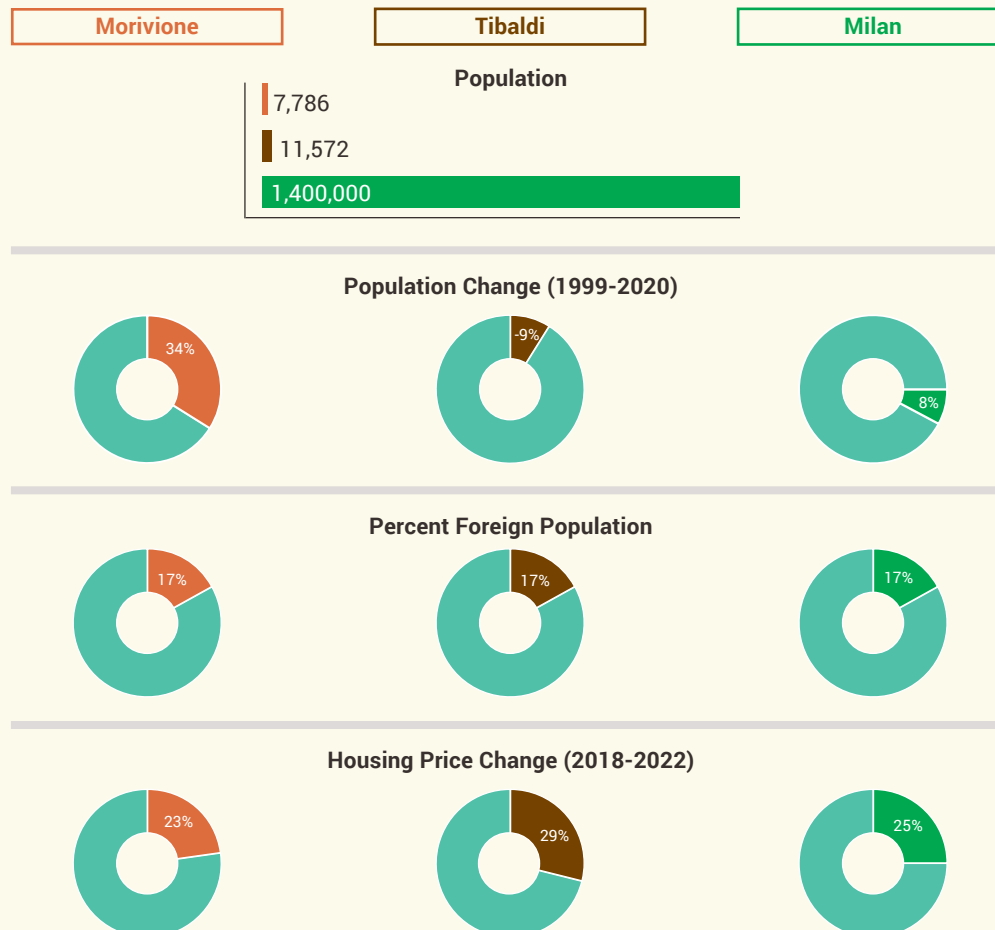 Morivione
Tibaldi
Milan
Population
7,786
11,572
1,400,000
Population Change (1999-2020)
34%
-9%
8%
Percent Foreign Population
17%
17%
17%
Housing Price Change (2018-2022)
23%
29%
25%